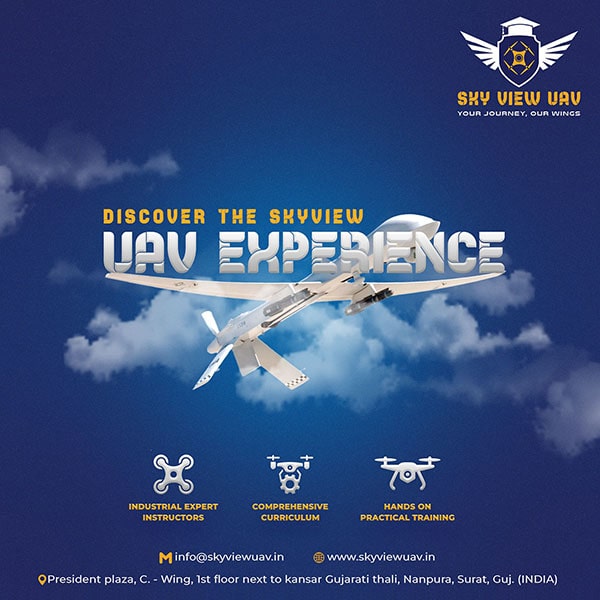 SKY VIEW UAV
YOUR JOURNEY, OUR WINGS
DISCOVER THE SKYVIEW
UAV EXPERIENCE
INDUSTRIAL EXPERT
INSTRUCTORS
COMPREHENSIVE
CURRICULUM
HANDS ON
PRACTICAL TRAINING
info@skyviewuav.in
www.skyviewuav.in
President plaza, C. - Wing, 1st floor next to kansar Gujarati thali, Nanpura, Surat, Guj. (INDIA)